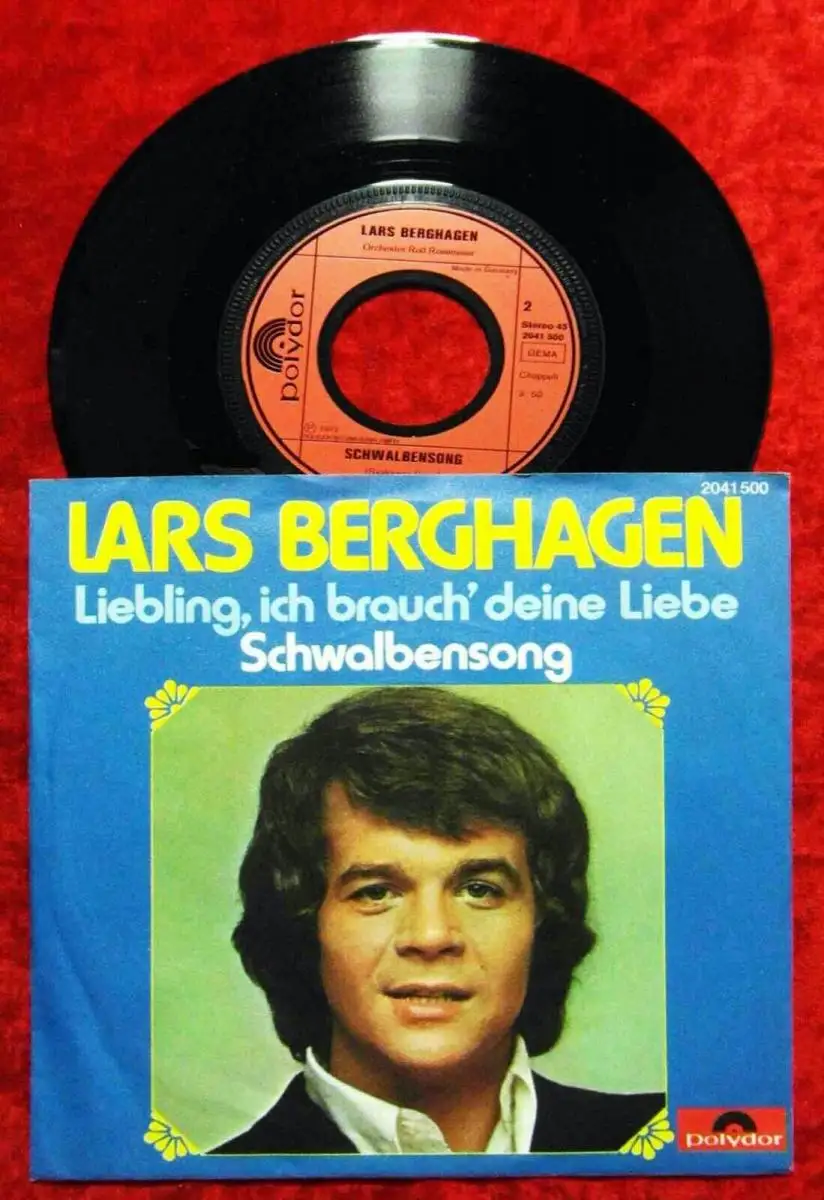 LARS BERGHAGEN
Orchester Rolf
Made in Germany
polydor
2
Stereo 45
2041 500
GEMA
Chappell
SCHWALBENSONG
2041 500
LARS BERGHAGEN
Liebling, ich brauch' deine Liebe
Schwalbensong
polydor